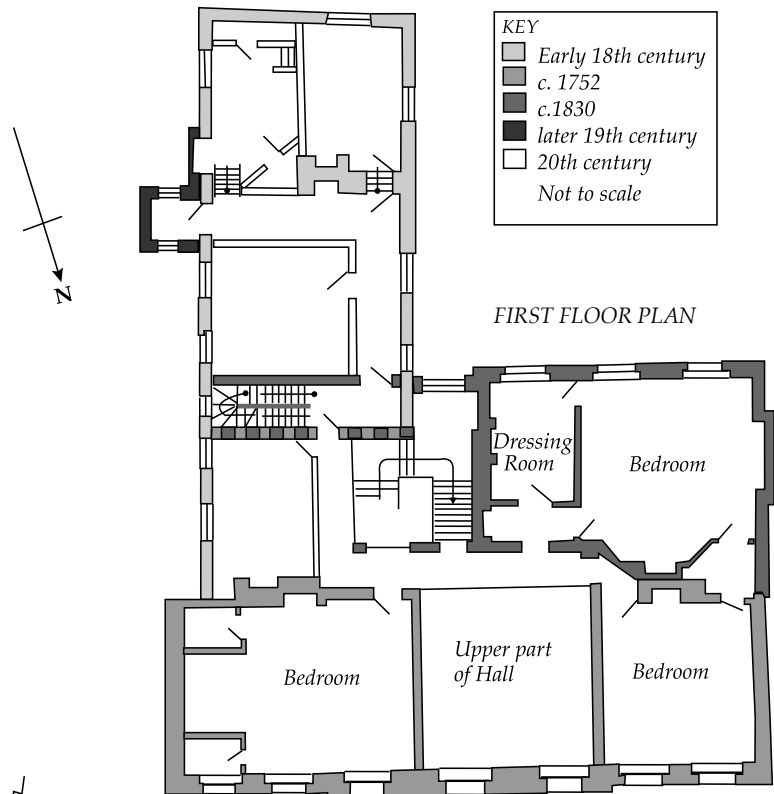 KEY
Early 18th century
c. 1752
c.1830
later 19th century
20th century
Not to scale
N
FIRST FLOOR PLAN
Dressing
Room
Bedroom
Bedroom
Upper part
of Hall
Bedroom